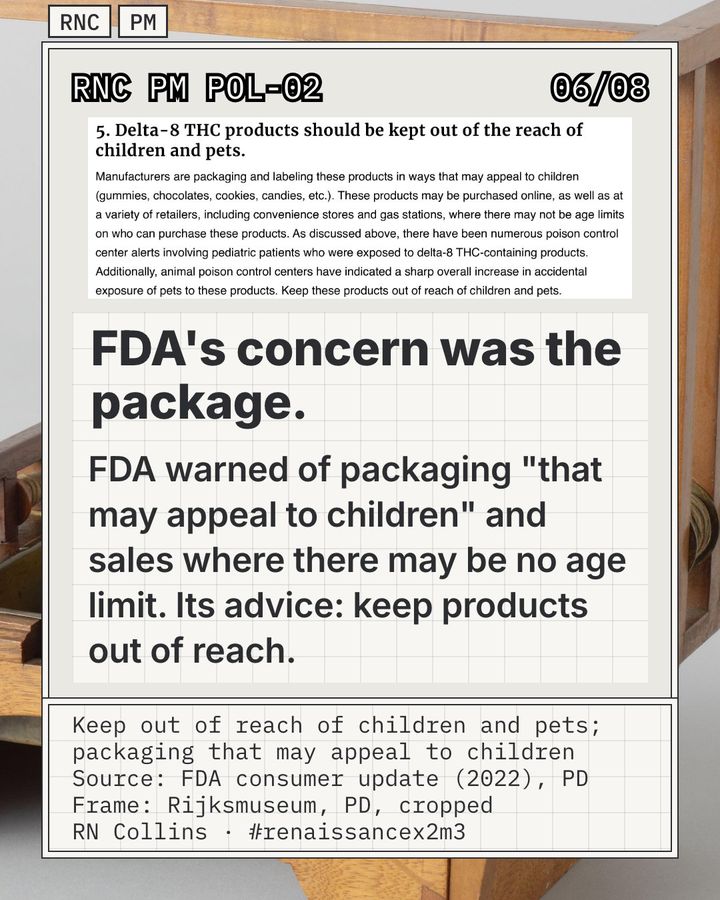 RNC PM
RNC PM POL-02 06/08
5. Delta-8 THC products should be kept out of the reach of
children and pets.
Manufacturers are packaging and labeling these products in ways that may appeal to children
(gummies, chocolates, cookies, candies, etc.). These products may be purchased online, as well as at
a variety of retailers, including convenience stores and gas stations, where there may not be age limits
on who can purchase these products. As discussed above, there have been numerous poison control
center alerts involving pediatric patients who were exposed to delta-8 THC-containing products.
Additionally, animal poison control centers have indicated a sharp overall increase in accidental
exposure of pets to these products. Keep these products out of reach of children and pets.
FDA's concern was the
package.
FDA warned of packaging "that
may appeal to children" and
sales where there may be no age
limit. Its advice: keep products
out of reach.
Keep out of reach of children and pets;
packaging that may appeal to children
Source: FDA consumer update (2022), PD
Frame: Rijksmuseum, PD, cropped
RN Collins · #renaissancex2m3